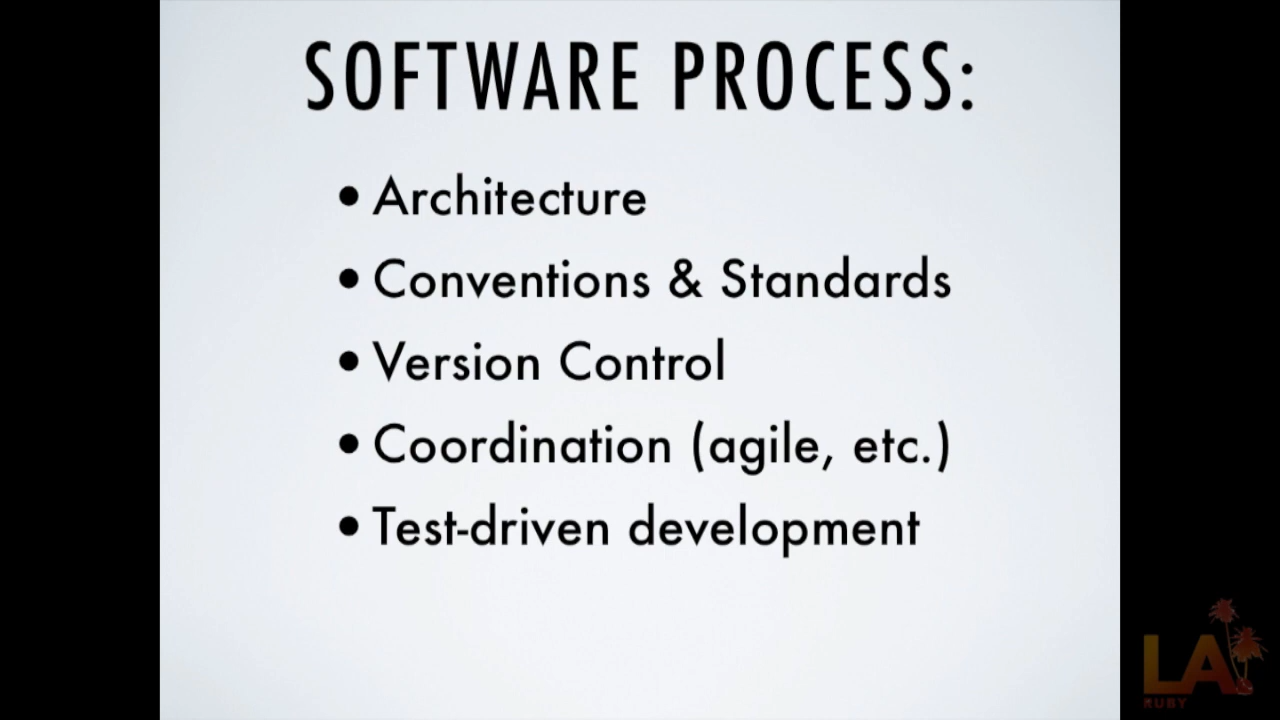 SOFTWARE PROCESS:
• Architecture
• Conventions & Standards
• Version Control
• Coordination (agile, etc.)
• Test-driven development
LA
RUBY